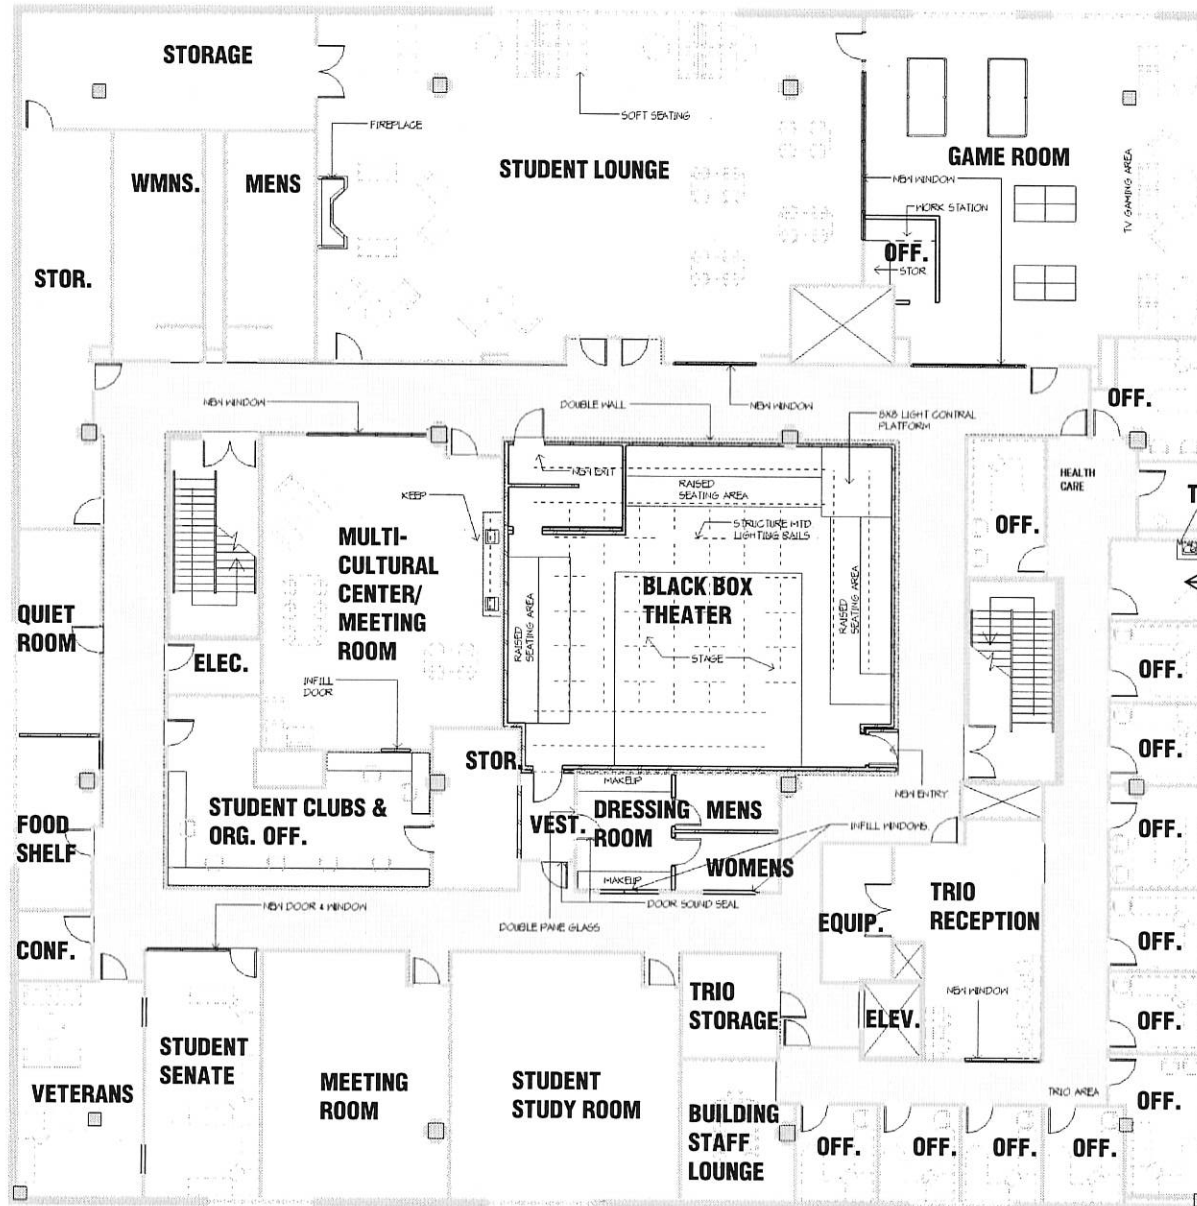 STORAGE
SOFT SEATING
FIREPLACE
STUDENT LOUNGE
GAME ROOM
TV GAMING AREA
WMNS.
MENS
NEW WINDOW
WORK STATION
OFF.
STOR
STOR.
OFF.
NEW WINDOW
DOUBLE WALL
NEW WINDOW
8X8 LIGHT CONTRAL
PLATFORM
NEW EXIT
KEEP
RAISED
SEATING AREA
STRUCTURE MTD
LIGHTING RAILS
HEALTH
CARE
OFF.
T
MULTI-
CULTURAL
CENTER/
MEETING
ROOM
BLACK BOX
THEATER
RAISED
SEATING AREA
RAISED
SEATING AREA
STAGE
QUIET
ROOM
ELEC.
INFILL
DOOR
OFF.
OFF.
STOR.
MAKEUP
NEW ENTRY
STUDENT CLUBS &
ORG. OFF.
VEST.
DRESSING
ROOM
MENS
WOMENS
INFILL WINDOWS
OFF.
FOOD
SHELF
MAKEUP
DOOR SOUND SEAL
DOUBLE PANE GLASS
NEW DOOR & WINDOW
EQUIP.
TRIO
RECEPTION
OFF.
CONF.
NEW WINDOW
TRIO
STORAGE
ELEV.
OFF.
STUDENT
SENATE
VETERANS
MEETING
ROOM
STUDENT
STUDY ROOM
BUILDING
STAFF
LOUNGE
TRIO AREA
OFF.
OFF.
OFF.
OFF.
OFF.